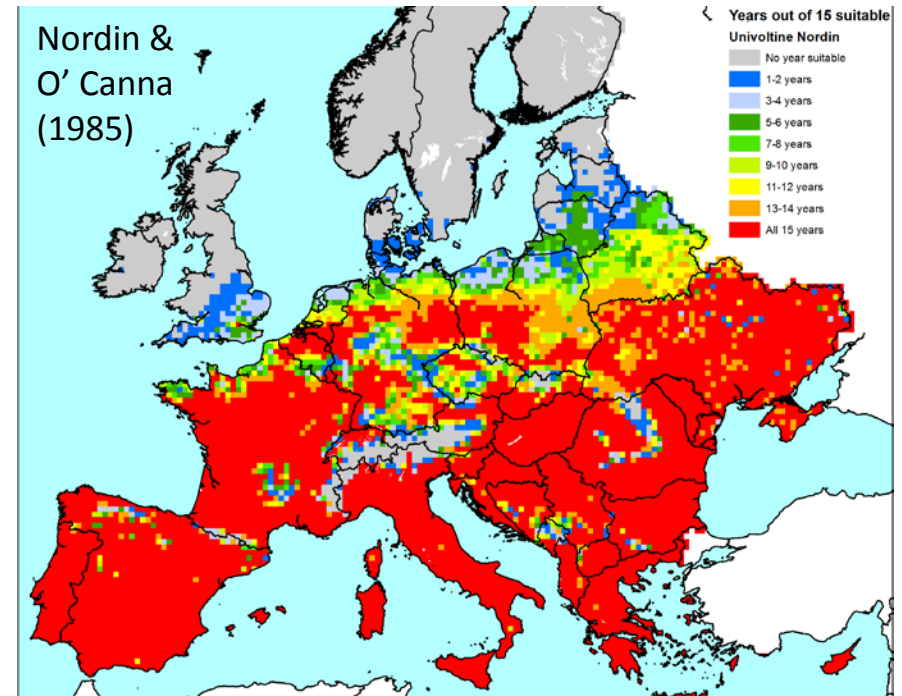 Nordin &
O’ Canna
(1985)
Years out of 15 suitable
Univoltine Nordin
No year suitable
1-2 years
3-4 years
5-6 years
7-8 years
9-10 years
11-12 years
13-14 years
All 15 years